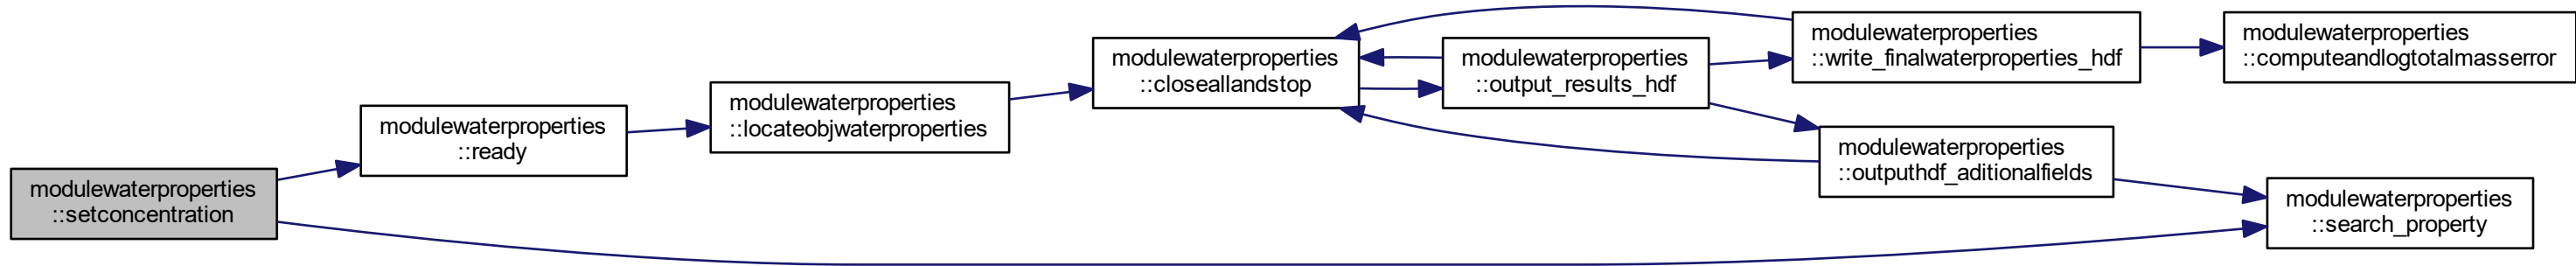 modulewaterproperties
::setconcentration
modulewaterproperties
::ready
modulewaterproperties
::locateobjwaterproperties
modulewaterproperties
::closeallandstop
modulewaterproperties
::output_results_hdf
modulewaterproperties
::write_finalwaterproperties_hdf
modulewaterproperties
::computeandlogtotalmasserror
modulewaterproperties
::outputhdf_aditionalfields
modulewaterproperties
::search_property